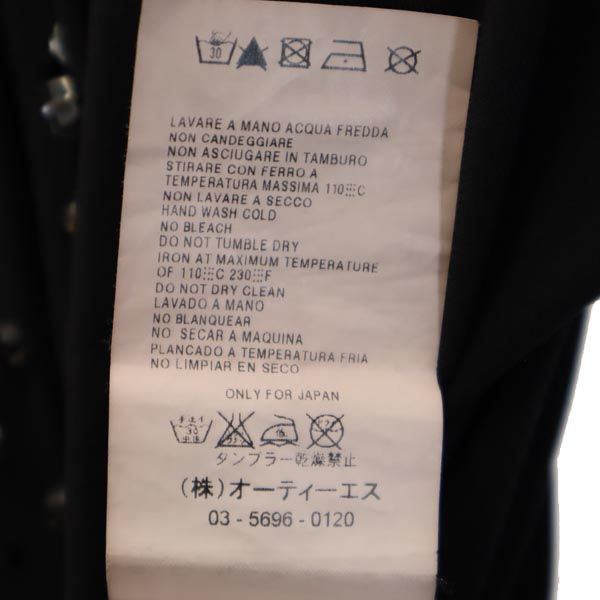 30
LAVARE A MANO ACQUA FREDDA
NON CANDEGGIARE
NON ASCIUGARE IN TAMBURO
STIRARE CON FERRO A
TEMPERATURA MASSIMA 110 C
NON LAVARE A SECCO
HAND WASH COLD
NO BLEACH
DO NOT TUMBLE DRY
IRON AT MAXIMUM TEMPERATURE
OF 110 C 230 F
DO NOT DRY CLEAN
LAVADO A MANO
NO BLANQUEAR
NO SECAR A MAQUINA
PLANCADO A TEMPERATURA FRIA
NO LIMPIAR EN SECO
ONLY FOR JAPAN
30
タンブラー乾燥禁止
(株)オーティーエス
03 - 5696 - 0120